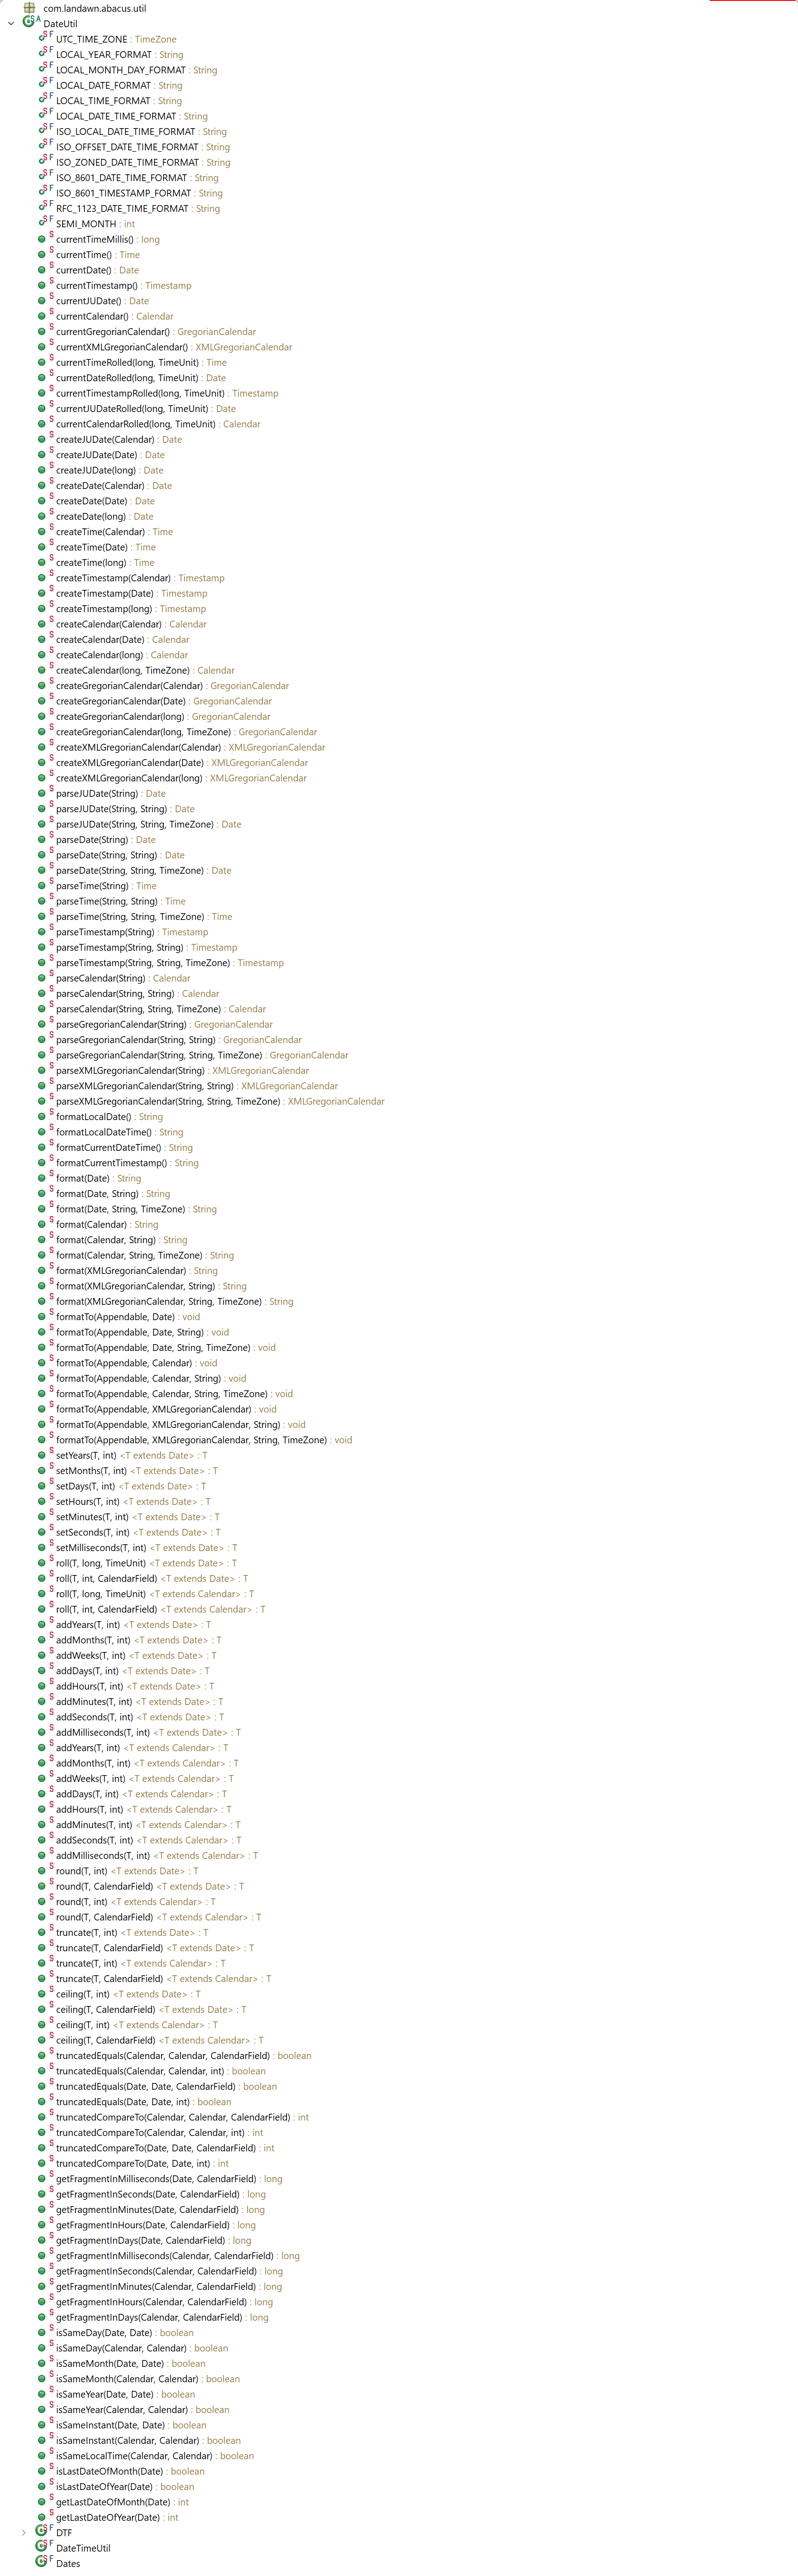 com.landawn.abacus.util
DateUtil
UTC_TIME_ZONE : TimeZone
LOCAL_YEAR_FORMAT : String
LOCAL_MONTH_DAY_FORMAT : String
LOCAL_DATE_FORMAT : String
LOCAL_TIME_FORMAT : String
LOCAL_DATE_TIME_FORMAT : String
ISO_LOCAL_DATE_TIME_FORMAT : String
ISO_OFFSET_DATE_TIME_FORMAT : String
ISO_ZONED_DATE_TIME_FORMAT : String
ISO_8601_DATE_TIME_FORMAT : String
ISO_8601_TIMESTAMP_FORMAT : String
RFC_1123_DATE_TIME_FORMAT : String
SEMI_MONTH : int
currentTimeMillis() : long
currentTime() : Time
currentDate() : Date
currentTimestamp() : Timestamp
currentJUDate() : Date
currentCalendar() : Calendar
currentGregorianCalendar() : GregorianCalendar
currentXMLGregorianCalendar() : XMLGregorianCalendar
currentTimeRolled(long, TimeUnit) : Time
currentDateRolled(long, TimeUnit) : Date
currentTimestampRolled(long, TimeUnit) : Timestamp
currentJUDateRolled(long, TimeUnit) : Date
currentCalendarRolled(long, TimeUnit) : Calendar
createJUDate(Calendar) : Date
createJUDate(Date) : Date
createJUDate(long) : Date
createDate(Calendar) : Date
createDate(Date) : Date
createDate(long) : Date
createTime(Calendar) : Time
createTime(Date) : Time
createTime(long) : Time
createTimestamp(Calendar) : Timestamp
createTimestamp(Date) : Timestamp
createTimestamp(long) : Timestamp
createCalendar(Calendar) : Calendar
createCalendar(Date) : Calendar
createCalendar(long) : Calendar
createCalendar(long, TimeZone) : Calendar
createGregorianCalendar(Calendar) : GregorianCalendar
createGregorianCalendar(Date) : GregorianCalendar
createGregorianCalendar(long) : GregorianCalendar
createGregorianCalendar(long, TimeZone) : GregorianCalendar
createXMLGregorianCalendar(Calendar) : XMLGregorianCalendar
createXMLGregorianCalendar(Date) : XMLGregorianCalendar
createXMLGregorianCalendar(long) : XMLGregorianCalendar
parseJUDate(String) : Date
parseJUDate(String, String) : Date
parseJUDate(String, String, TimeZone) : Date
parseDate(String) : Date
parseDate(String, String) : Date
parseDate(String, String, TimeZone) : Date
parseTime(String) : Time
parseTime(String, String) : Time
parseTime(String, String, TimeZone) : Time
parseTimestamp(String) : Timestamp
parseTimestamp(String, String) : Timestamp
parseTimestamp(String, String, TimeZone) : Timestamp
parseCalendar(String) : Calendar
parseCalendar(String, String) : Calendar
parseCalendar(String, String, TimeZone) : Calendar
parseGregorianCalendar(String) : GregorianCalendar
parseGregorianCalendar(String, String) : GregorianCalendar
parseGregorianCalendar(String, String, TimeZone) : GregorianCalendar
parseXMLGregorianCalendar(String) : XMLGregorianCalendar
parseXMLGregorianCalendar(String, String) : XMLGregorianCalendar
parseXMLGregorianCalendar(String, String, TimeZone) : XMLGregorianCalendar
formatLocalDate() : String
formatLocalDateTime() : String
formatCurrentDateTime() : String
formatCurrentTimestamp() : String
format(Date) : String
format(Date, String) : String
format(Date, String, TimeZone) : String
format(Calendar) : String
format(Calendar, String) : String
format(Calendar, String, TimeZone) : String
format(XMLGregorianCalendar) : String
format(XMLGregorianCalendar, String) : String
format(XMLGregorianCalendar, String, TimeZone) : String
formatTo(Appendable, Date) : void
formatTo(Appendable, Date, String) : void
formatTo(Appendable, Date, String, TimeZone) : void
formatTo(Appendable, Calendar) : void
formatTo(Appendable, Calendar, String) : void
formatTo(Appendable, Calendar, String, TimeZone) : void
formatTo(Appendable, XMLGregorianCalendar) : void
formatTo(Appendable, XMLGregorianCalendar, String) : void
formatTo(Appendable, XMLGregorianCalendar, String, TimeZone) : void
setYears(T, int) <T extends Date> : T
setMonths(T, int) <T extends Date> : T
setDays(T, int) <T extends Date> : T
setHours(T, int) <T extends Date> : T
setMinutes(T, int) <T extends Date> : T
setSeconds(T, int) <T extends Date> : T
setMilliseconds(T, int) <T extends Date> : T
roll(T, long, TimeUnit) <T extends Date> : T
roll(T, int, CalendarField) <T extends Date> : T
roll(T, long, TimeUnit) <T extends Calendar> : T
roll(T, int, CalendarField) <T extends Calendar> : T
addYears(T, int) <T extends Date> : T
addMonths(T, int) <T extends Date> : T
addWeeks(T, int) <T extends Date> : T
addDays(T, int) <T extends Date> : T
addHours(T, int) <T extends Date> : T
addMinutes(T, int) <T extends Date> : T
addSeconds(T, int) <T extends Date> : T
addMilliseconds(T, int) <T extends Date> : T
addYears(T, int) <T extends Calendar> : T
addMonths(T, int) <T extends Calendar> : T
addWeeks(T, int) <T extends Calendar> : T
addDays(T, int) <T extends Calendar> : T
addHours(T, int) <T extends Calendar> : T
addMinutes(T, int) <T extends Calendar> : T
addSeconds(T, int) <T extends Calendar> : T
addMilliseconds(T, int) <T extends Calendar> : T
round(T, int) <T extends Date> : T
round(T, CalendarField) <T extends Date> : T
round(T, int) <T extends Calendar> : T
round(T, CalendarField) <T extends Calendar> : T
truncate(T, int) <T extends Date> : T
truncate(T, CalendarField) <T extends Date> : T
truncate(T, int) <T extends Calendar> : T
truncate(T, CalendarField) <T extends Calendar> : T
ceiling(T, int) <T extends Date> : T
ceiling(T, CalendarField) <T extends Date> : T
ceiling(T, int) <T extends Calendar> : T
ceiling(T, CalendarField) <T extends Calendar> : T
truncatedEquals(Calendar, Calendar, CalendarField) : boolean
truncatedEquals(Calendar, Calendar, int) : boolean
truncatedEquals(Date, Date, CalendarField) : boolean
truncatedEquals(Date, Date, int) : boolean
truncatedCompareTo(Calendar, Calendar, CalendarField) : int
truncatedCompareTo(Calendar, Calendar, int) : int
truncatedCompareTo(Date, Date, CalendarField) : int
truncatedCompareTo(Date, Date, int) : int
getFragmentInMilliseconds(Date, CalendarField) : long
getFragmentInSeconds(Date, CalendarField) : long
getFragmentInMinutes(Date, CalendarField) : long
getFragmentInHours(Date, CalendarField) : long
getFragmentInDays(Date, CalendarField) : long
getFragmentInMilliseconds(Calendar, CalendarField) : long
getFragmentInSeconds(Calendar, CalendarField) : long
getFragmentInMinutes(Calendar, CalendarField) : long
getFragmentInHours(Calendar, CalendarField) : long
getFragmentInDays(Calendar, CalendarField) : long
isSameDay(Date, Date) : boolean
isSameDay(Calendar, Calendar) : boolean
isSameMonth(Date, Date) : boolean
isSameMonth(Calendar, Calendar) : boolean
isSameYear(Date, Date) : boolean
isSameYear(Calendar, Calendar) : boolean
isSameInstant(Date, Date) : boolean
isSameInstant(Calendar, Calendar) : boolean
isSameLocalTime(Calendar, Calendar) : boolean
isLastDateOfMonth(Date) : boolean
isLastDateOfYear(Date) : boolean
getLastDateOfMonth(Date) : int
getLastDateOfYear(Date) : int
DTF
DateTimeUtil
Dates